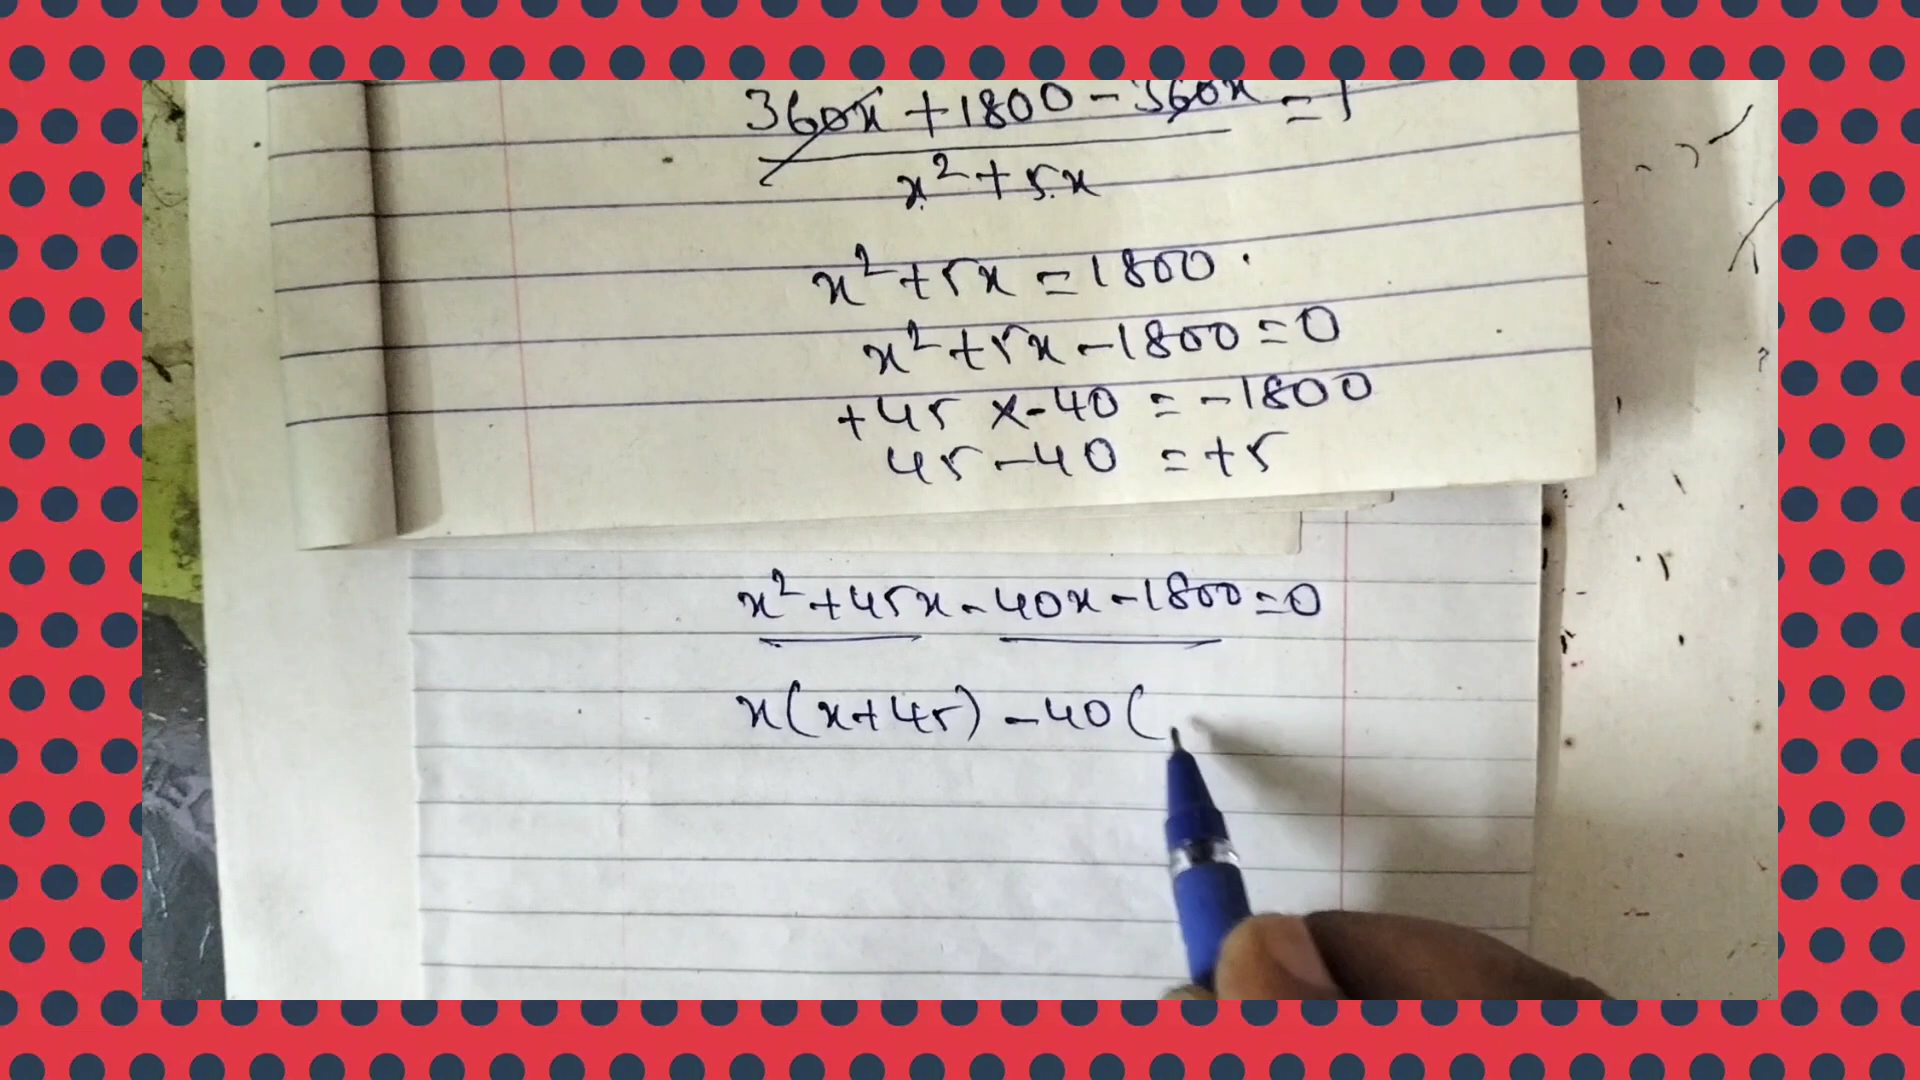 360x + 1800 - 360x = 1
x² + 5x
x² + 5x = 1800
x² + 5x - 1800 = 0
+45 x -40 = -1800
45 - 40 = +5
x² + 45x - 40x - 1800 = 0
x(x+45) - 40(